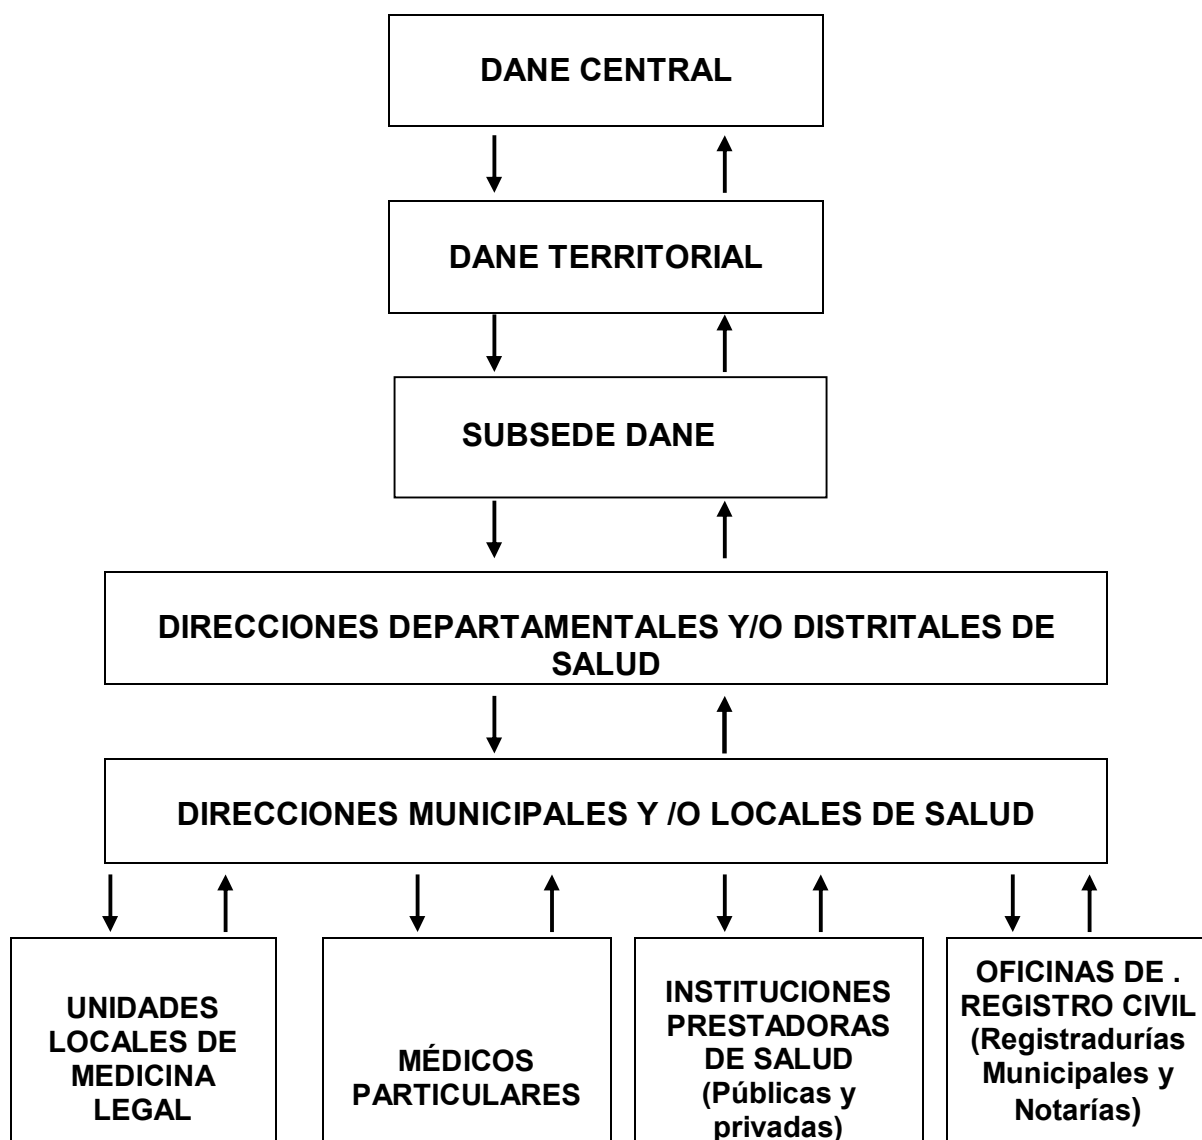 DANE CENTRAL
DANE TERRITORIAL
SUBSEDE DANE
DIRECCIONES DEPARTAMENTALES Y/O DISTRITALES DE
SALUD
DIRECCIONES MUNICIPALES Y /O LOCALES DE SALUD
UNIDADES
LOCALES DE
MEDICINA
LEGAL
MÉDICOS
PARTICULARES
INSTITUCIONES
PRESTADORAS
DE SALUD
(Públicas y
privadas)
OFICINAS DE .
REGISTRO CIVIL
(Registradurías
Municipales y
Notarías)